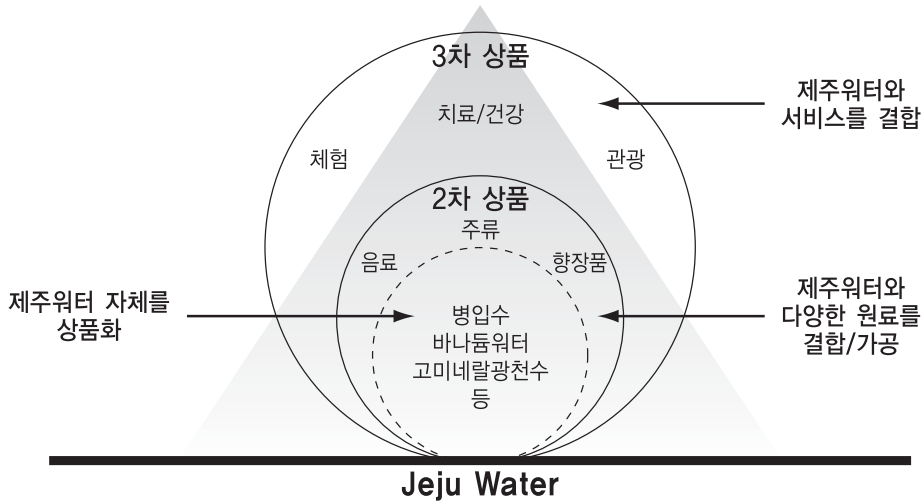 3차 상품
치료/건강
체험
관광
제주워터와
서비스를 결합
2차 상품
주류
음료
향장품
제주워터 자체를
상품화
병입수
바나듐워터
고미네랄광천수
등
제주워터와
다양한 원료를
결합/가공
Jeju Water